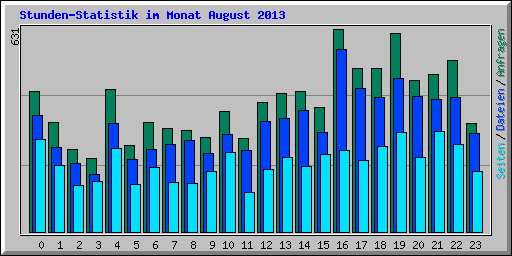 Stunden-Statistik im Monat August 2013
631
Seiten / Dateien / Anfragen
0 1 2 3 4 5 6 7 8 9 10 11 12 13 14 15 16 17 18 19 20 21 22 23